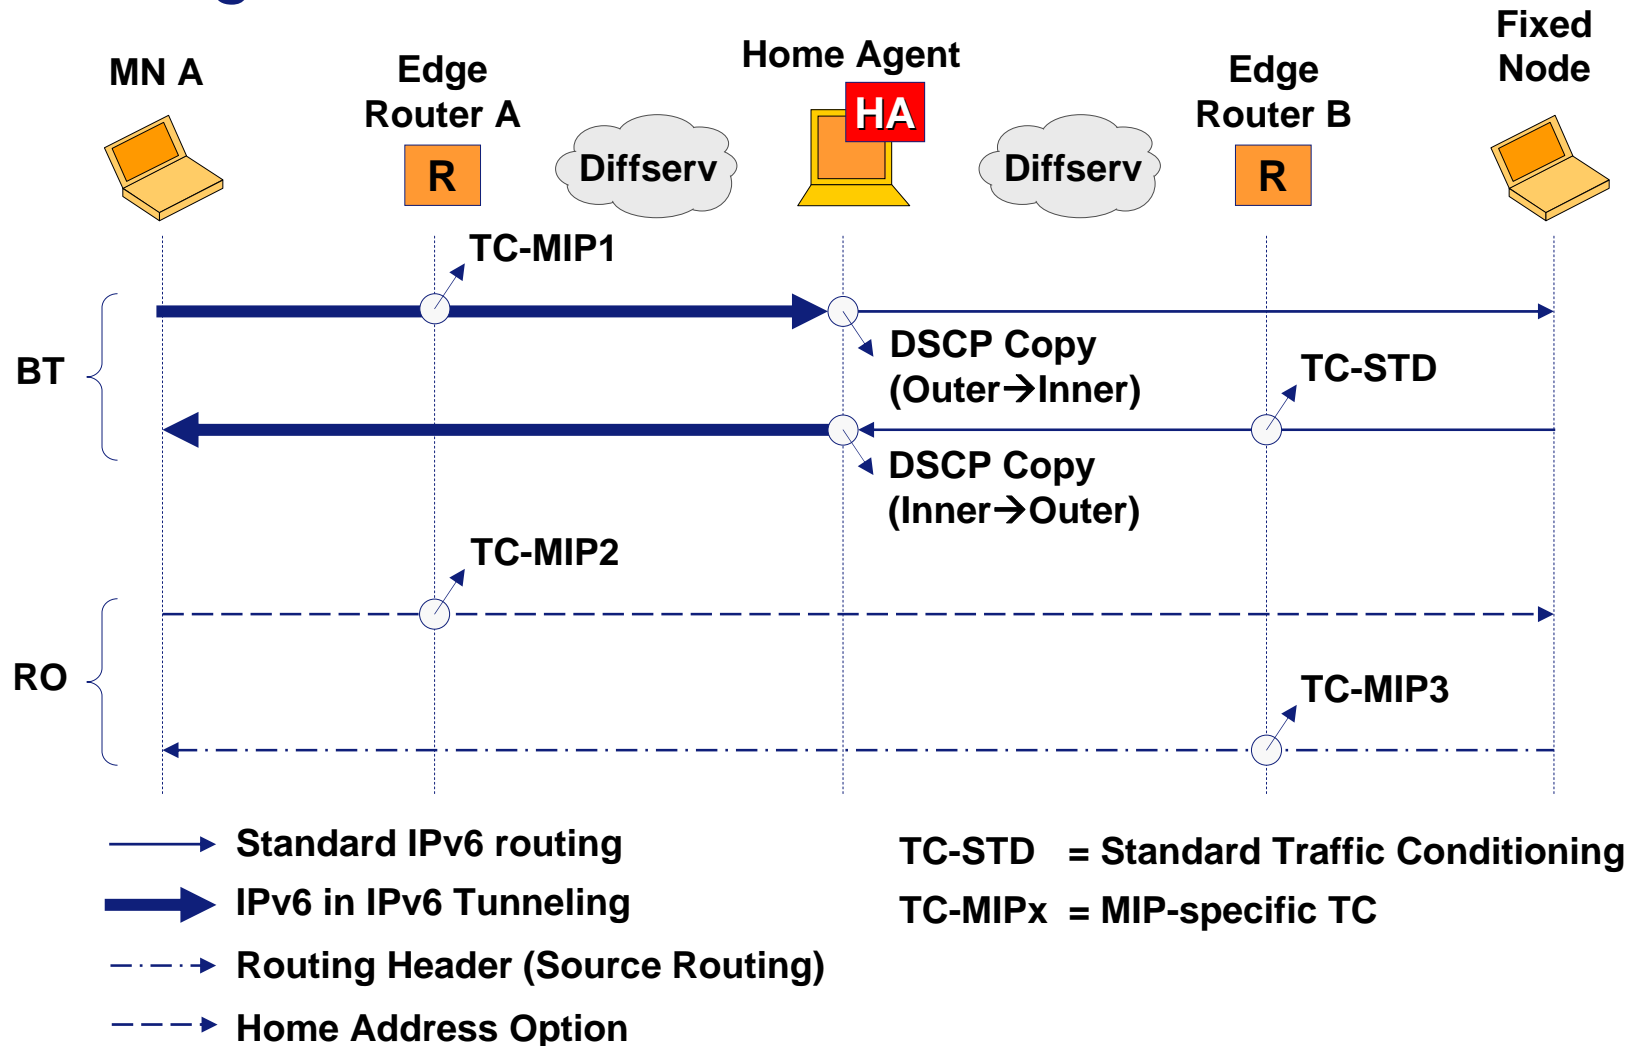 MN A
Edge
Router A
Home Agent
Edge
Router B
Fixed
Node
HA
R
Diffserv
Diffserv
R
TC-MIP1
BT
DSCP Copy
(Outer→Inner)
TC-STD
DSCP Copy
(Inner→Outer)
TC-MIP2
RO
TC-MIP3
Standard IPv6 routing
IPv6 in IPv6 Tunneling
Routing Header (Source Routing)
Home Address Option
TC-STD = Standard Traffic Conditioning
TC-MIPx = MIP-specific TC